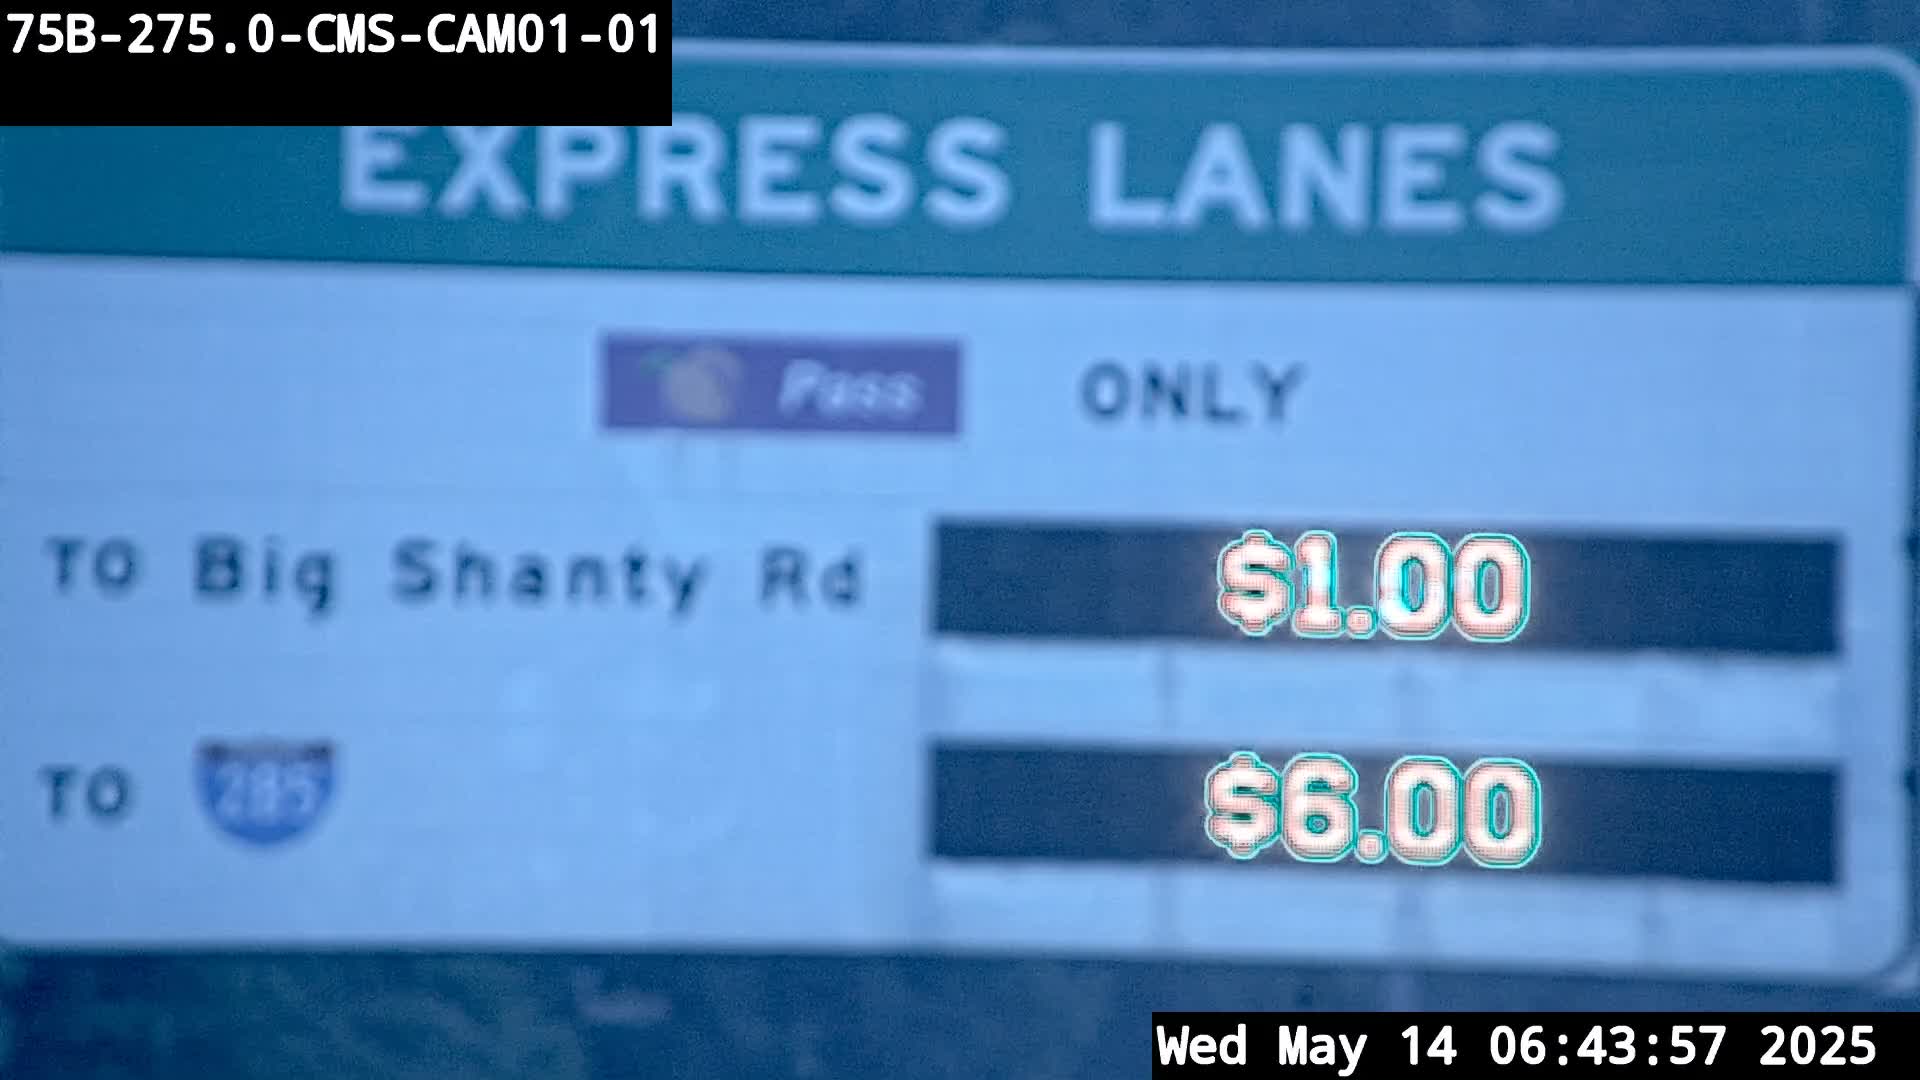 75B-275.0-CMS-CAM01-01
EXPRESS LANES
Pass ONLY
TO Big Shanty Rd $1.00
TO 285 $6.00
Wed May 14 06:43:57 2025